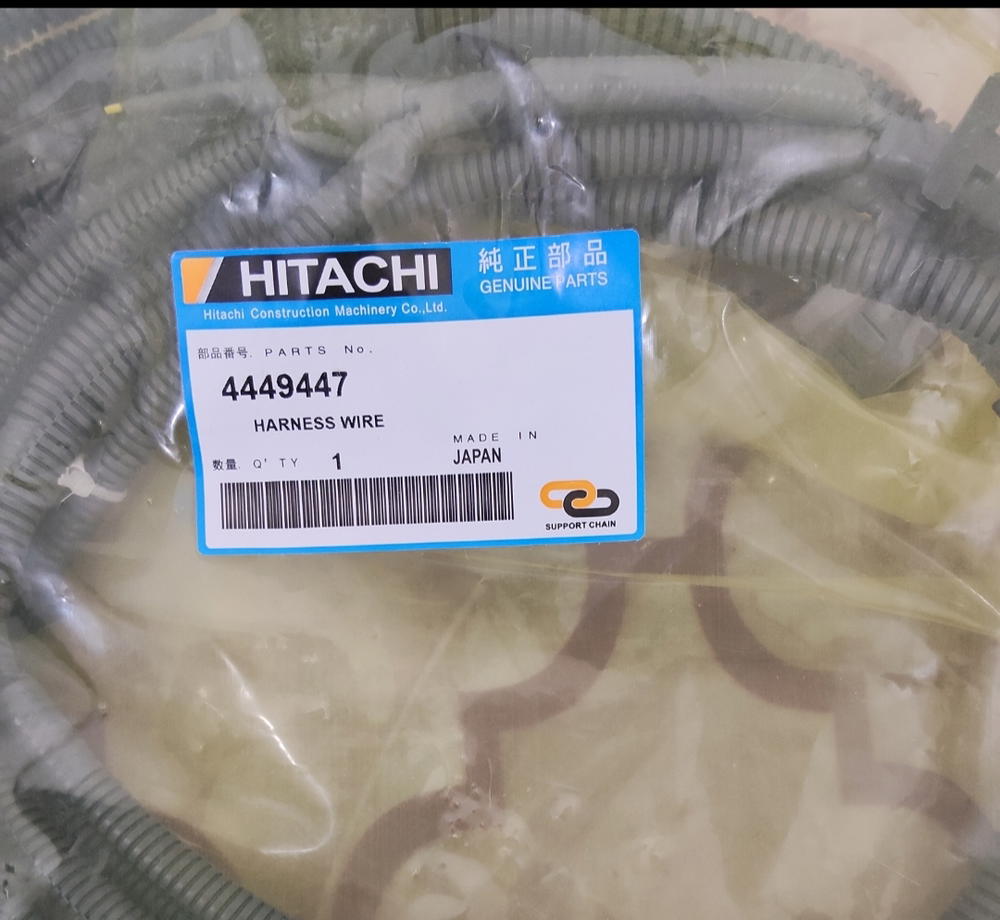 HITACHI
純正部品
GENUINE PARTS
Hitachi Construction Machinery Co.,Ltd.
部品番号. PARTS No.
4449447
HARNESS WIRE
MADE IN
数量. Q'TY 1 JAPAN
SUPPORT CHAIN